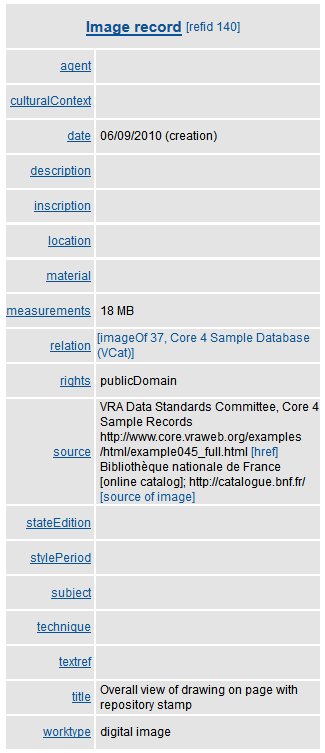 Image record [refid 140]
agent
culturalContext
date 06/09/2010 (creation)
description
inscription
location
material
measurements 18 MB
relation [imageOf 37, Core 4 Sample Database
(VCat)]
rights publicDomain
source VRA Data Standards Committee, Core 4
Sample Records
http://www.core.vraweb.org/examples
/html/example045_full.html [href]
Bibliothèque nationale de France
[online catalog]; http://catalogue.bnf.fr/
[source of image]
stateEdition
stylePeriod
subject
technique
textref
title Overall view of drawing on page with
repository stamp
worktype digital image